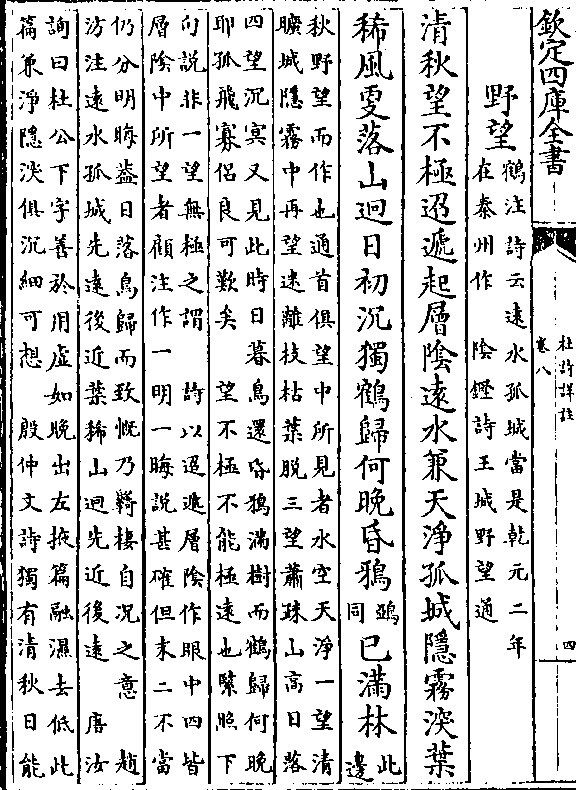 欽定四庫全書
杜詩詳註
卷八
四
野望
鶴注詩云遠水孤城當是乾元二年
在秦州作 陰鏗詩王城野望通
清秋望不極迢遞起層陰遠水兼天淨孤城隱霧深葉
稀風更落山迥日初沉獨鶴歸何晚昏鴉
鵶
同
已滿林
此
邊
秋野望而作也通首俱望中所見者水空天淨一望清
曠城隱霧中再望迷離枝枯葉脫三望蕭疎山高日落
四望沉冥又見此時日暮鳥還昏鴉滿樹而鶴歸何晚
耶孤飛寡侣良可歎矣 望不極不能極遠也緊照下
句說非一望無極之謂 詩以迢遞層陰作眼中四皆
層陰中所望者顧注作一明一晦說甚確但末二不當
仍分明晦蓋日落鳥歸而致慨乃羇棲自況之意 趙
汸注遠水孤城先遠後近葉稀山迥先近後遠 唐汝
詢曰杜公下字善於用虛如晚出左掖篇融濕去低此
篇兼淨隱深俱沉細可想 殷仲文詩獨有清秋日能